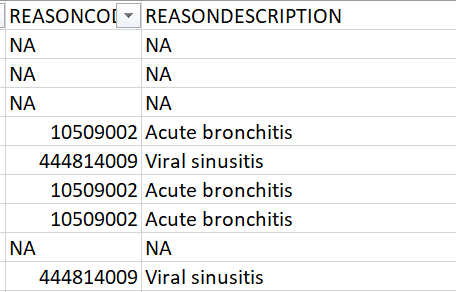 REASONCOD REASONDESCRIPTION
NA NA
NA NA
NA NA
10509002 Acute bronchitis
444814009 Viral sinusitis
10509002 Acute bronchitis
10509002 Acute bronchitis
NA NA
444814009 Viral sinusitis